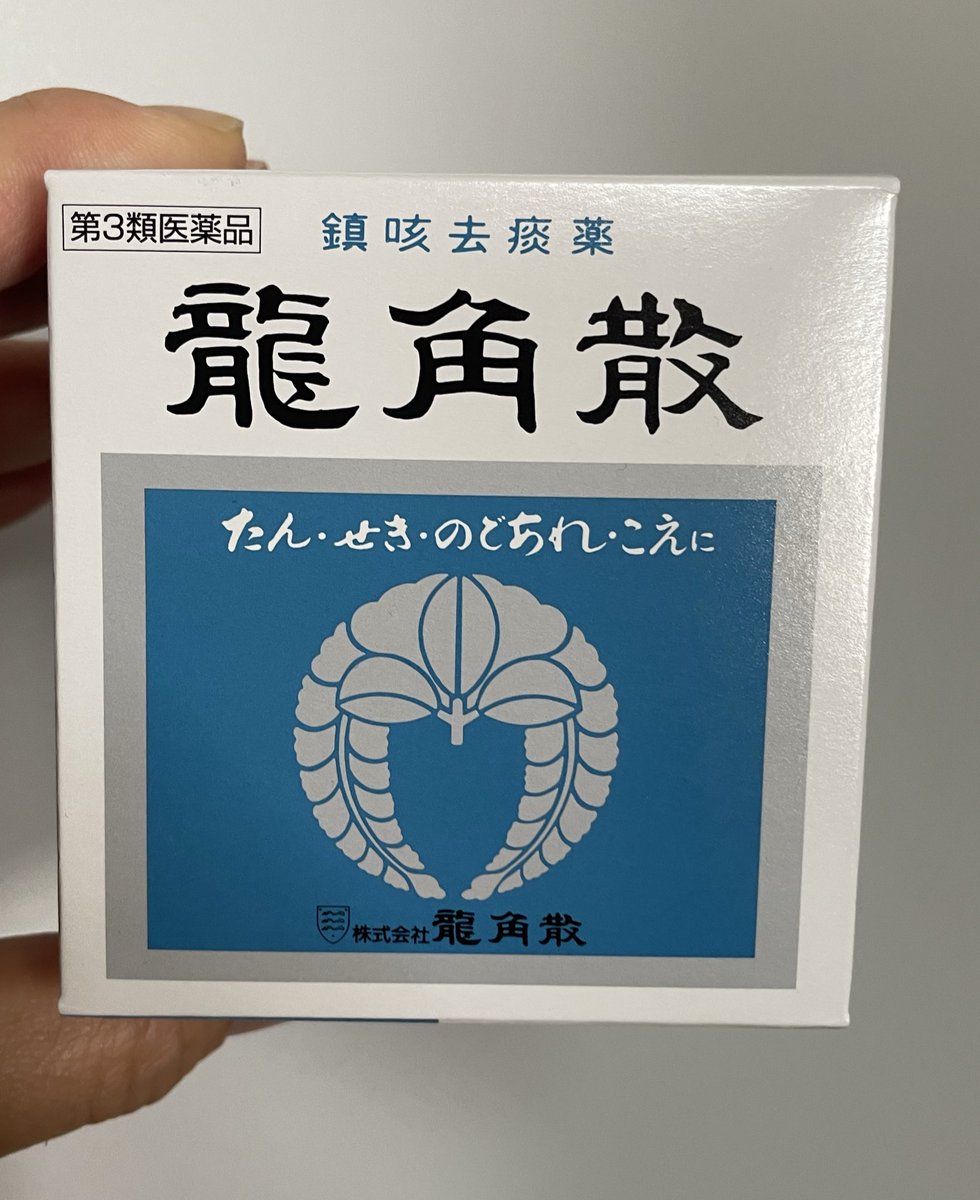 第3類医薬品
鎮咳去痰薬
龍角散
たん・せき・のどあれ・こえに
株式会社龍角散